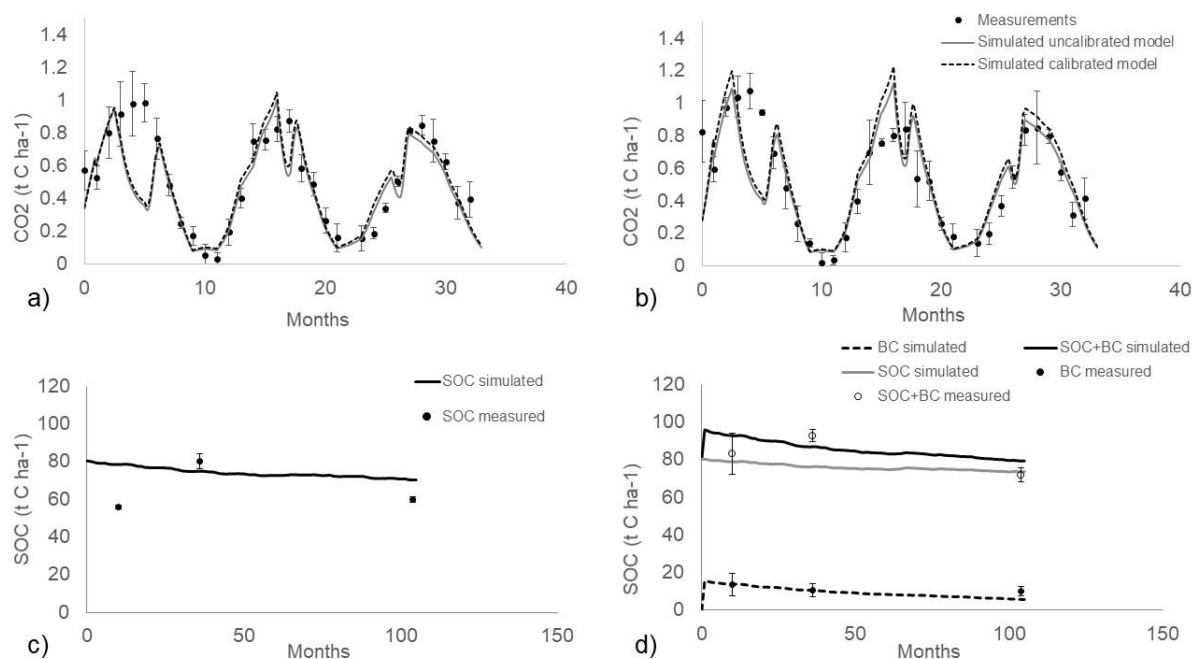 1.4
1.2
1
0.8
0.6
0.4
0.2
0
CO2 (t C ha-1)
0 10 20 30 40
Months
a)
Measurements
Simulated uncalibrated model
Simulated calibrated model
1.4
1.2
1
0.8
0.6
0.4
0.2
0
CO2 (t C ha-1)
0 10 20 30 40
Months
b)
SOC simulated
SOC measured
120
100
80
60
40
20
0
SOC (t C ha-1)
0 50 100 150
Months
c)
BC simulated SOC+BC simulated
SOC simulated BC measured
SOC+BC measured
120
100
80
60
40
20
0
SOC (t C ha-1)
0 50 100 150
Months
d)